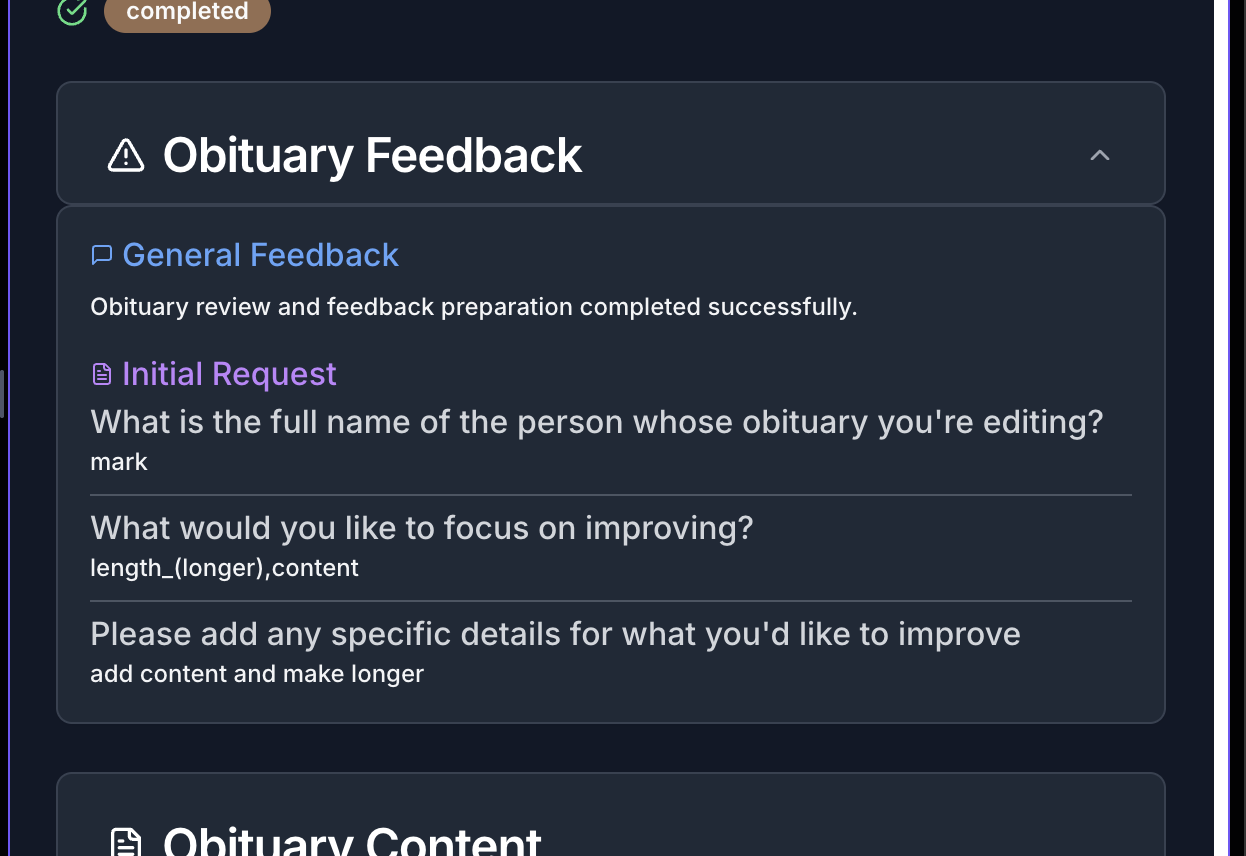 completed
Obituary Feedback
General Feedback
Obituary review and feedback preparation completed successfully.
Initial Request
What is the full name of the person whose obituary you're editing?
mark
What would you like to focus on improving?
length_(longer),content
Please add any specific details for what you'd like to improve
add content and make longer
Obituary Content